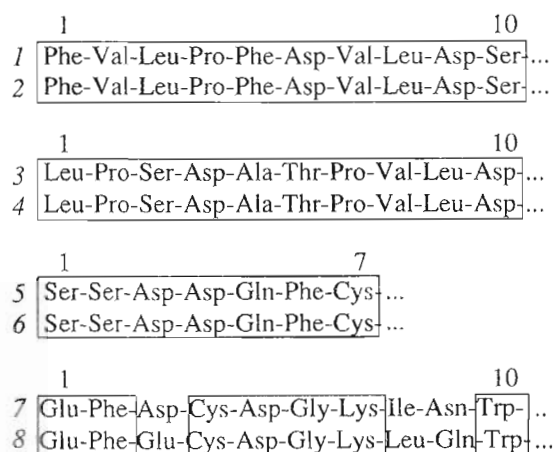 1 10
1 Phe-Val-Leu-Pro-Phe-Asp-Val-Leu-Asp-Ser-...
2 Phe-Val-Leu-Pro-Phe-Asp-Val-Leu-Asp-Ser-...
1 10
3 Leu-Pro-Ser-Asp-Ala-Thr-Pro-Val-Leu-Asp-...
4 Leu-Pro-Ser-Asp-Ala-Thr-Pro-Val-Leu-Asp-...
1 7
5 Ser-Ser-Asp-Asp-Gln-Phe-Cys-...
6 Ser-Ser-Asp-Asp-Gln-Phe-Cys-...
1 10
7 Glu-Phe-Asp-Cys-Asp-Gly-Lys-Ile-Asn-Trp-..
8 Glu-Phe-Glu-Cys-Asp-Gly-Lys-Leu-Gln-Trp-...